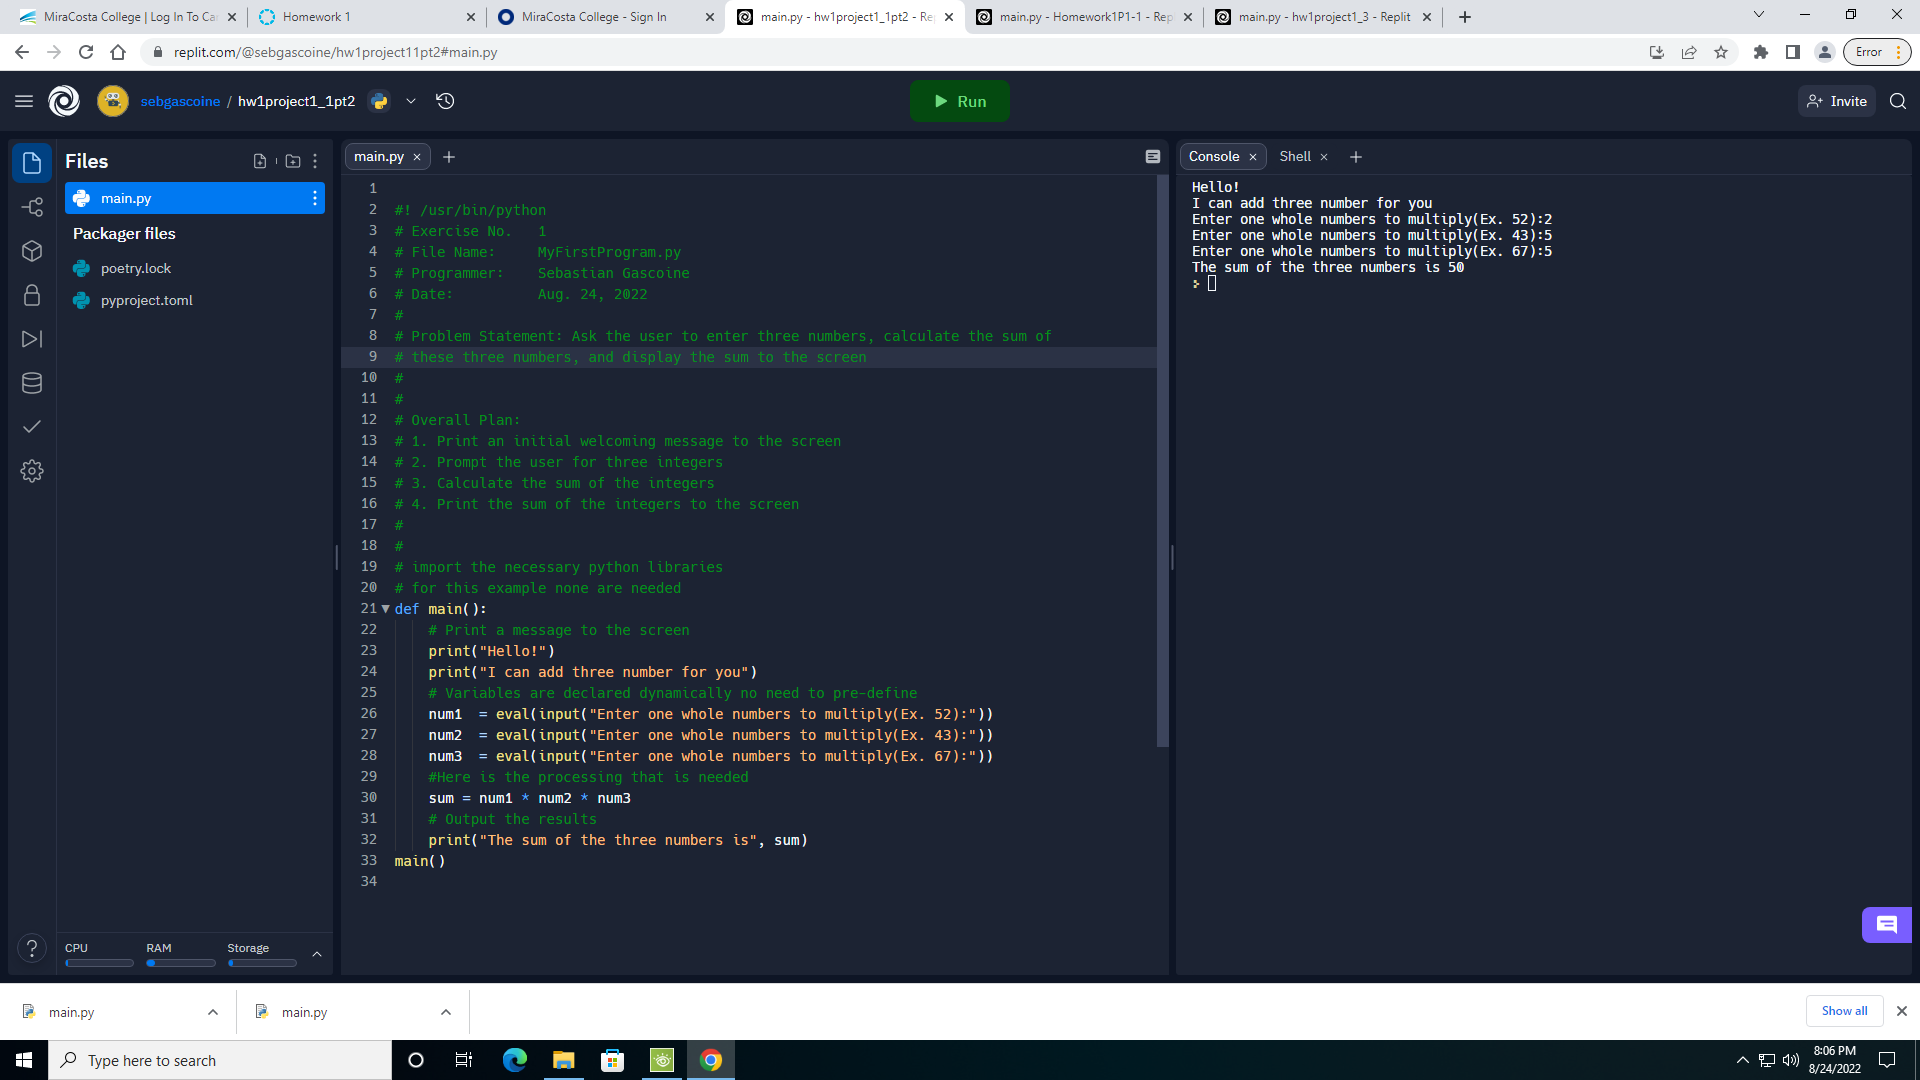 MiraCosta College | Log In To Ca
Homework 1
MiraCosta College - Sign In
main.py - hw1project1_1pt2 - Re
main.py - Homework1P1-1 - Rep
main.py - hw1project1_3 - Replit
replit.com/@sebgascoine/hw1project11pt2#main.py
Error
sebgascoine / hw1project1_1pt2
Run
Invite
Files
main.py
Packager files
poetry.lock
pyproject.toml
CPU
RAM
Storage
main.py
1
2 #! /usr/bin/python
3 # Exercise No.   1
4 # File Name:     MyFirstProgram.py
5 # Programmer:    Sebastian Gascoine
6 # Date:          Aug. 24, 2022
7 #
8 # Problem Statement: Ask the user to enter three numbers, calculate the sum of
9 # these three numbers, and display the sum to the screen
10 #
11 #
12 # Overall Plan:
13 # 1. Print an initial welcoming message to the screen
14 # 2. Prompt the user for three integers
15 # 3. Calculate the sum of the integers
16 # 4. Print the sum of the integers to the screen
17 #
18 #
19 # import the necessary python libraries
20 # for this example none are needed
21 def main():
22     # Print a message to the screen
23     print("Hello!")
24     print("I can add three number for you")
25     # Variables are declared dynamically no need to pre-define
26     num1  = eval(input("Enter one whole numbers to multiply(Ex. 52):"))
27     num2  = eval(input("Enter one whole numbers to multiply(Ex. 43):"))
28     num3  = eval(input("Enter one whole numbers to multiply(Ex. 67):"))
29     #Here is the processing that is needed
30     sum = num1 * num2 * num3
31     # Output the results
32     print("The sum of the three numbers is", sum)
33 main()
34
Console
Shell
Hello!
I can add three number for you
Enter one whole numbers to multiply(Ex. 52):2
Enter one whole numbers to multiply(Ex. 43):5
Enter one whole numbers to multiply(Ex. 67):5
The sum of the three numbers is 50
main.py
main.py
Show all
Type here to search
8:06 PM
8/24/2022